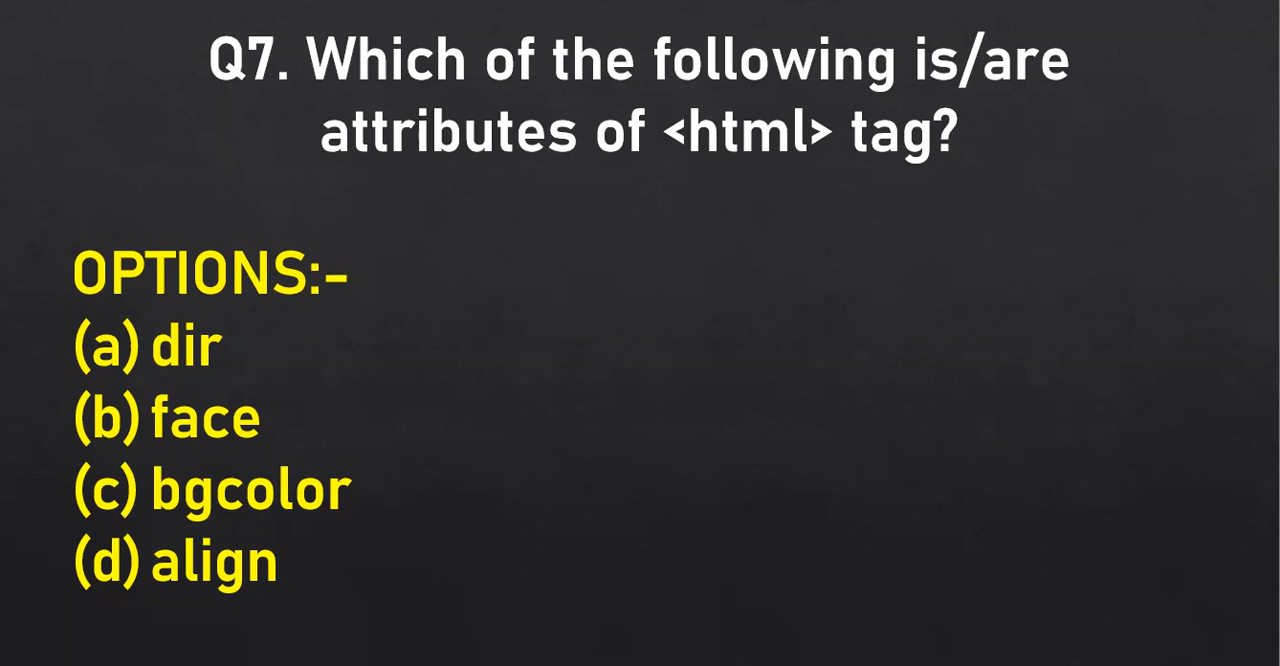 Q7. Which of the following is/are
attributes of <html> tag?
OPTIONS:-
(a) dir
(b) face
(c) bgcolor
(d) align